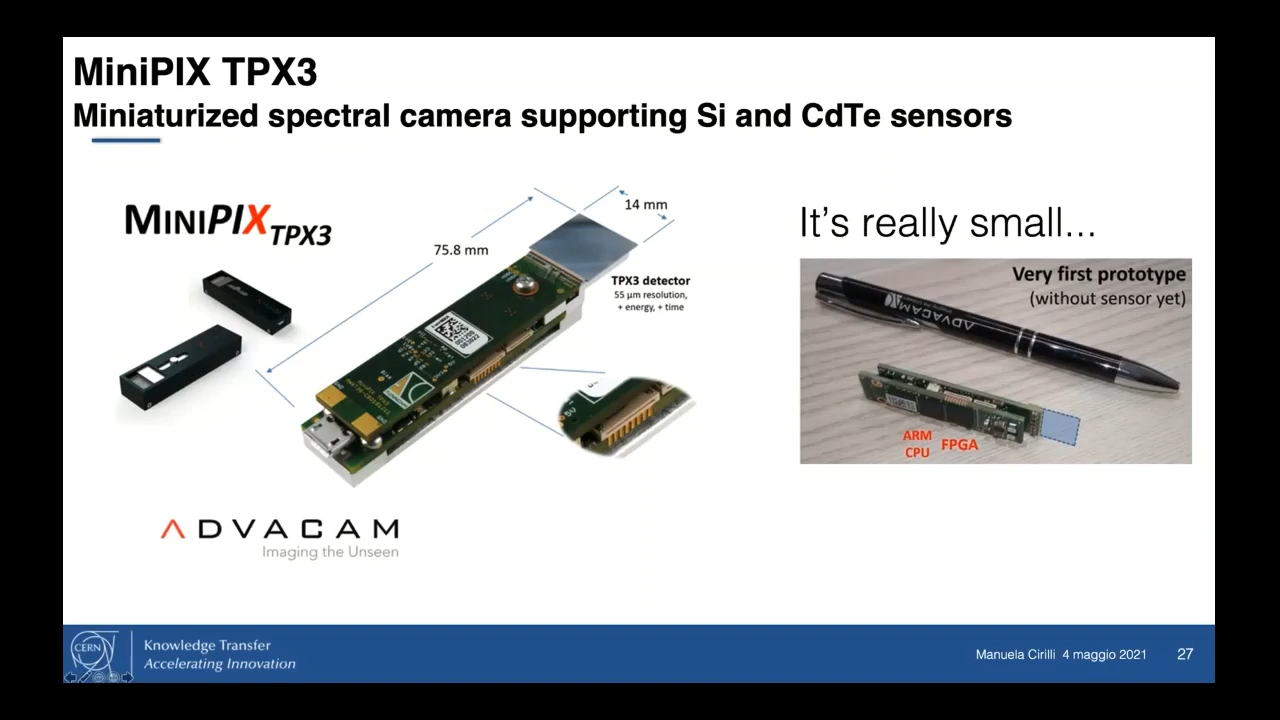 MiniPIX TPX3
Miniaturized spectral camera supporting Si and CdTe sensors
MINIPIX TPX3
14 mm
75.8 mm
TPX3 detector
55 µm resolution,
+ energy, + time
ADVACAM
Imaging the Unseen
It's really small...
Very first prototype
(without sensor yet)
ADVACAM
ARM
CPU
FPGA
CERN
Knowledge Transfer
Accelerating Innovation
Manuela Cirilli 4 maggio 2021
27